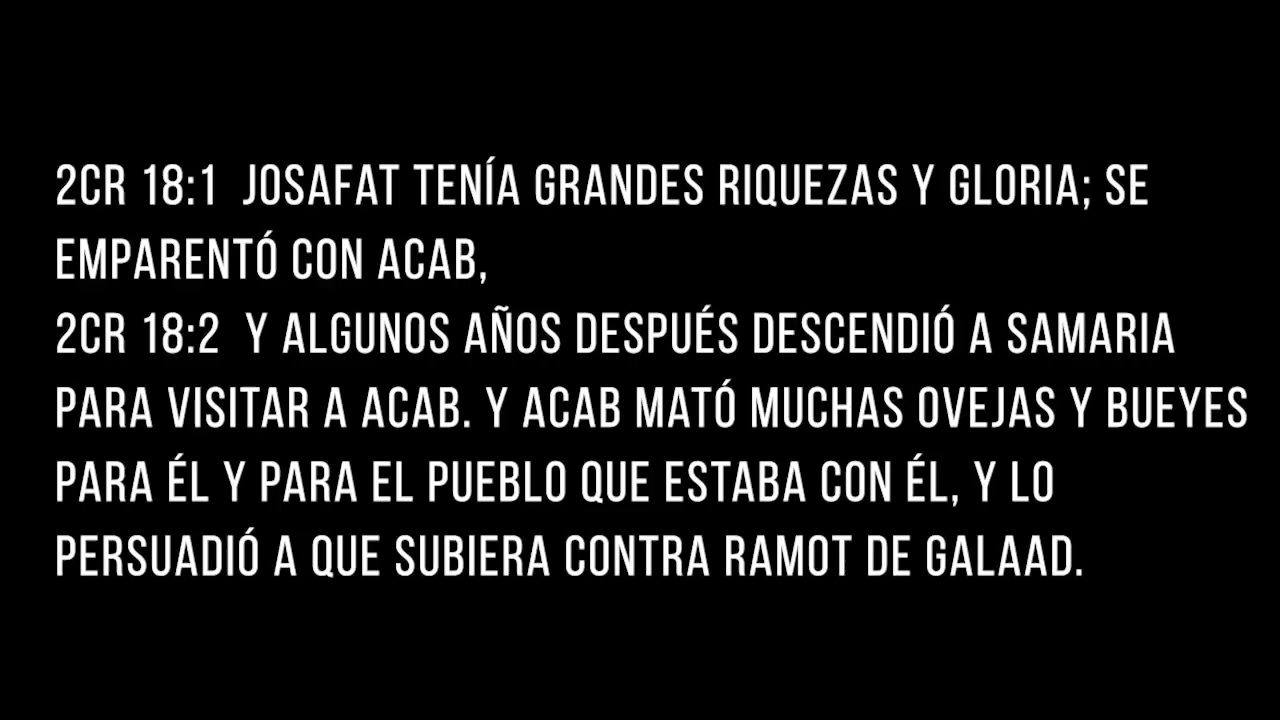 2CR 18:1 JOSAFAT TENÍA GRANDES RIQUEZAS Y GLORIA; SE
EMPARENTÓ CON ACAB,
2CR 18:2 Y ALGUNOS AÑOS DESPUÉS DESCENDIÓ A SAMARIA
PARA VISITAR A ACAB. Y ACAB MATÓ MUCHAS OVEJAS Y BUEYES
PARA ÉL Y PARA EL PUEBLO QUE ESTABA CON ÉL, Y LO
PERSUADIÓ A QUE SUBIERA CONTRA RAMOT DE GALAAD.